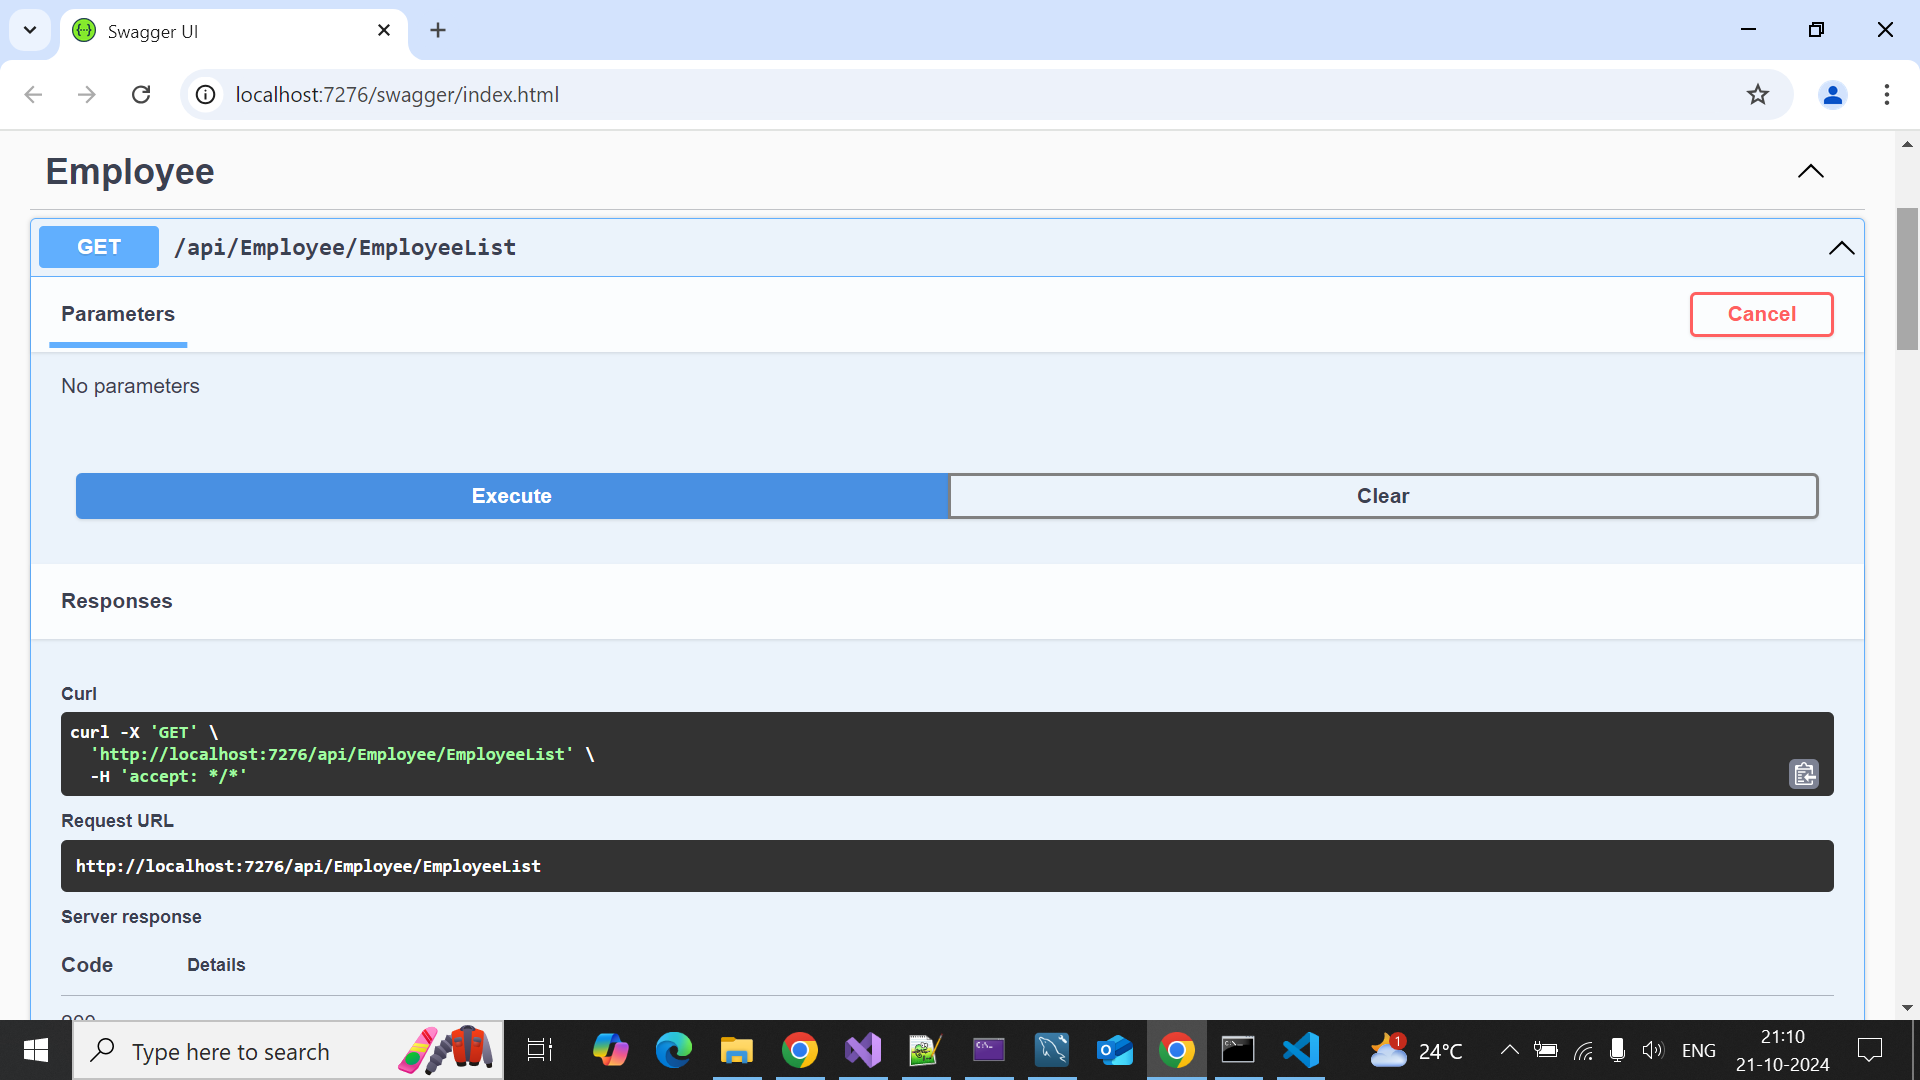 Swagger UI
localhost:7276/swagger/index.html
Employee
GET /api/Employee/EmployeeList
Parameters
Cancel
No parameters
Execute
Clear
Responses
Curl
curl -X 'GET' \
'http://localhost:7276/api/Employee/EmployeeList' \
-H 'accept: */*'
Request URL
http://localhost:7276/api/Employee/EmployeeList
Server response
Code Details
Type here to search
1
24°C
ENG
21:10
21-10-2024